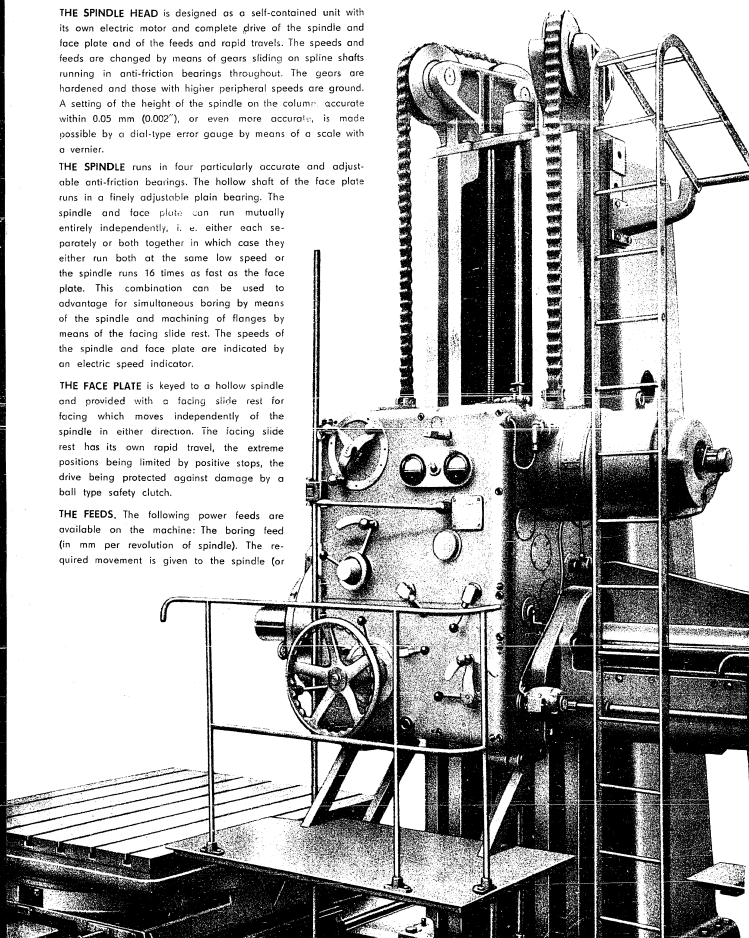 THE SPINDLE HEAD is designed as a self-contained unit with
its own electric motor and complete drive of the spindle and
face plate and of the feeds and rapid travels. The speeds and
feeds are changed by means of gears sliding on spline shafts
running in anti-friction bearings throughout. The gears are
hardened and those with higher peripheral speeds are ground.
A setting of the height of the spindle on the column accurate
within 0.05 mm (0.002"), or even more accurate, is made
possible by a dial-type error gauge by means of a scale with
a vernier.
THE SPINDLE runs in four particularly accurate and adjust-
able anti-friction bearings. The hollow shaft of the face plate
runs in a finely adjustable plain bearing. The
spindle and face plate can run mutually
entirely independently, i. e. either each se-
parately or both together in which case they
either run both at the same low speed or
the spindle runs 16 times as fast as the face
plate. This combination can be used to
advantage for simultaneous boring by means
of the spindle and machining of flanges by
means of the facing slide rest. The speeds of
the spindle and face plate are indicated by
an electric speed indicator.
THE FACE PLATE is keyed to a hollow spindle
and provided with a facing slide rest for
facing which moves independently of the
spindle in either direction. The facing slide
rest has its own rapid travel, the extreme
positions being limited by positive stops, the
drive being protected against damage by a
ball type safety clutch.
THE FEEDS. The following power feeds are
available on the machine: The boring feed
(in mm per revolution of spindle). The re-
quired movement is given to the spindle (or